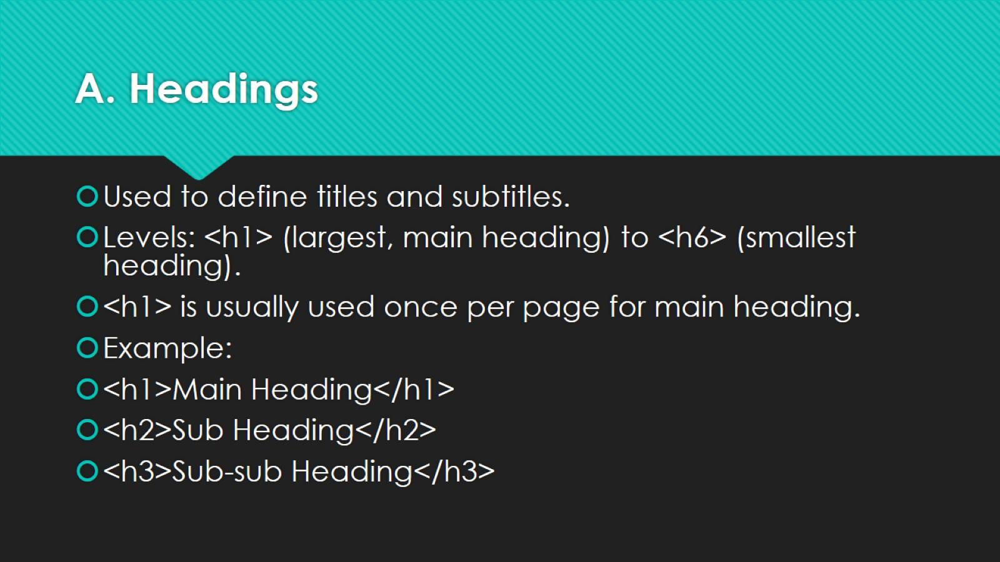 A. Headings
Used to define titles and subtitles.
Levels: <h1> (largest, main heading) to <h6> (smallest
heading).
<h1> is usually used once per page for main heading.
Example:
<h1>Main Heading</h1>
<h2>Sub Heading</h2>
<h3>Sub-sub Heading</h3>